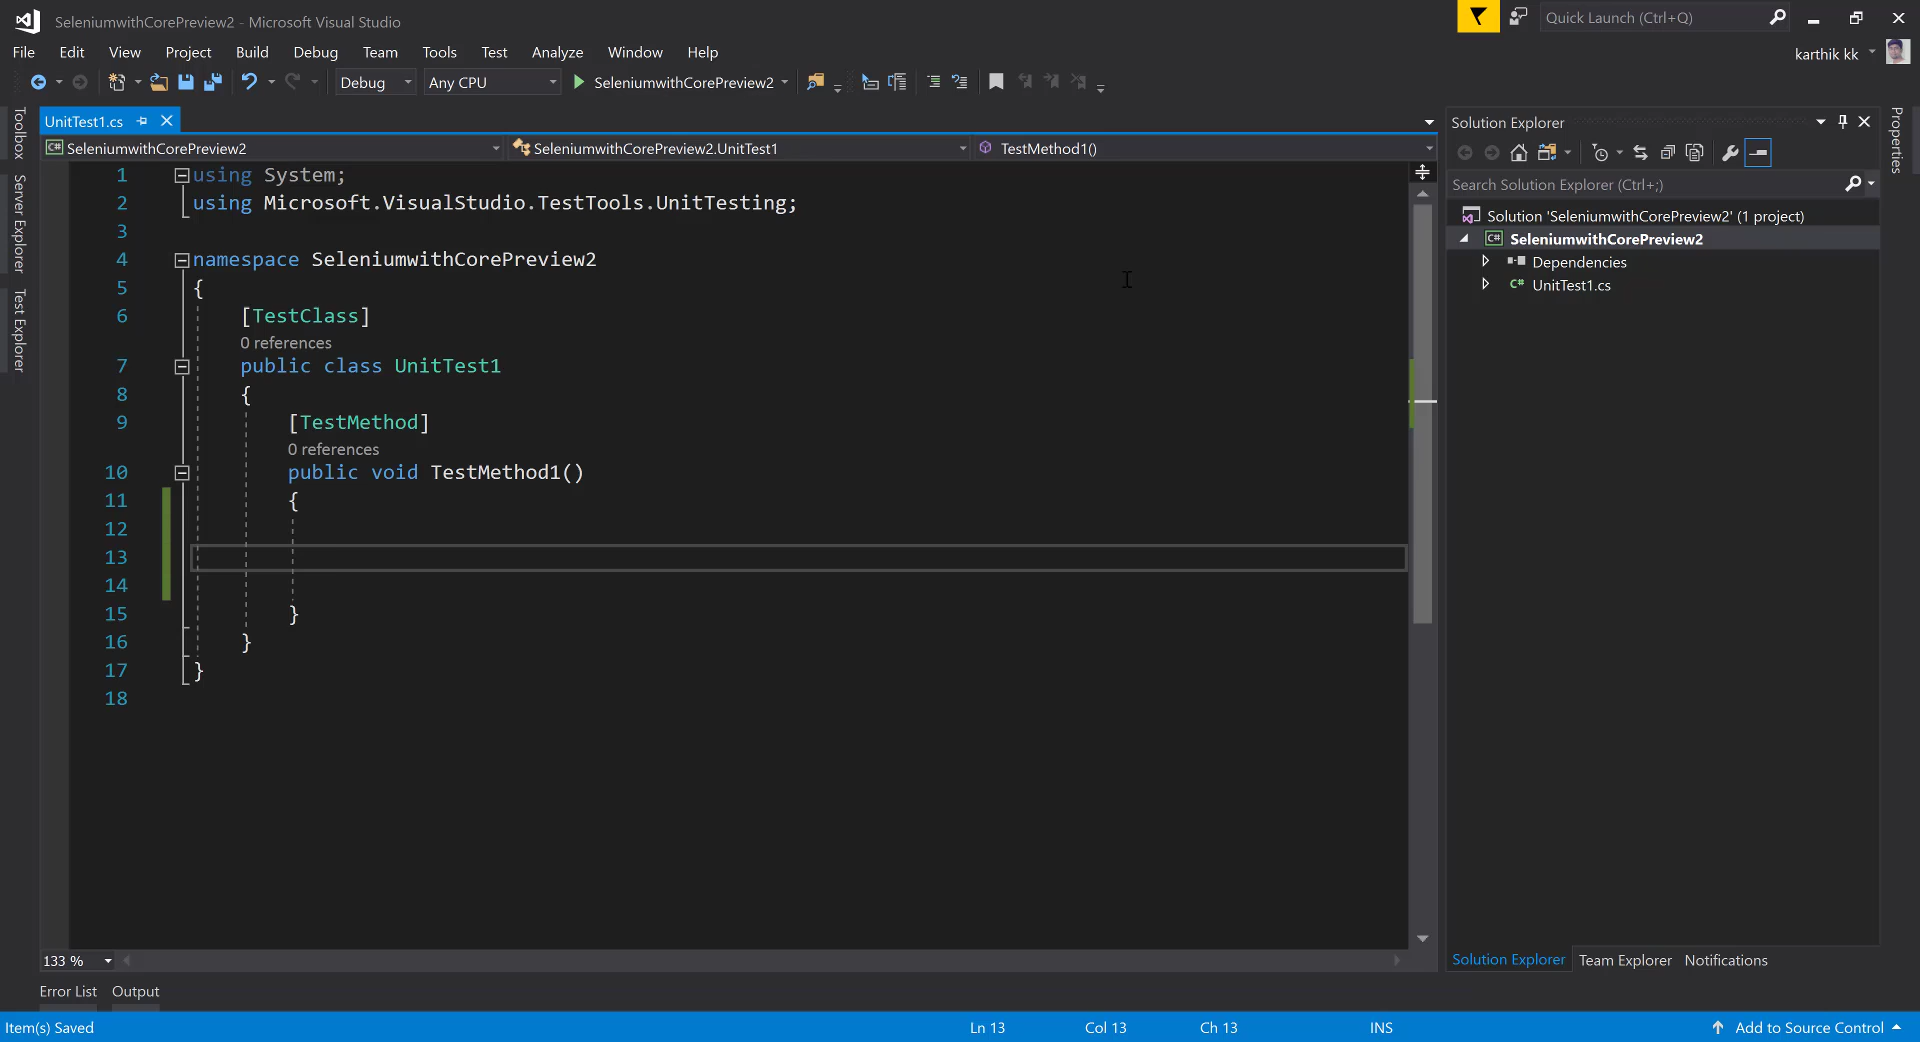 SeleniumwithCorePreview2 - Microsoft Visual Studio
Quick Launch (Ctrl+Q)
File Edit View Project Build Debug Team Tools Test Analyze Window Help
karthik kk
Debug Any CPU SeleniumwithCorePreview2
UnitTest1.cs
SeleniumwithCorePreview2 SeleniumwithCorePreview2.UnitTest1 TestMethod1()
Toolbox
Server Explorer
Test Explorer
1 using System;
2 using Microsoft.VisualStudio.TestTools.UnitTesting;
3
4 namespace SeleniumwithCorePreview2
5 {
6 [TestClass]
0 references
7 public class UnitTest1
8 {
9 [TestMethod]
0 references
10 public void TestMethod1()
11 {
12
13
14
15 }
16 }
17 }
18
133 %
Error List Output
Solution Explorer
Search Solution Explorer (Ctrl+;)
Solution 'SeleniumwithCorePreview2' (1 project)
C# SeleniumwithCorePreview2
Dependencies
C# UnitTest1.cs
Solution Explorer Team Explorer Notifications
Properties
Item(s) Saved Ln 13 Col 13 Ch 13 INS Add to Source Control